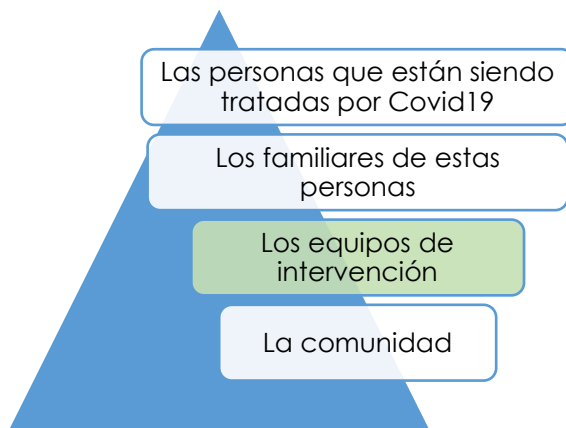 Las personas que están siendo
tratadas por Covid19
Los familiares de estas
personas
Los equipos de
intervención
La comunidad